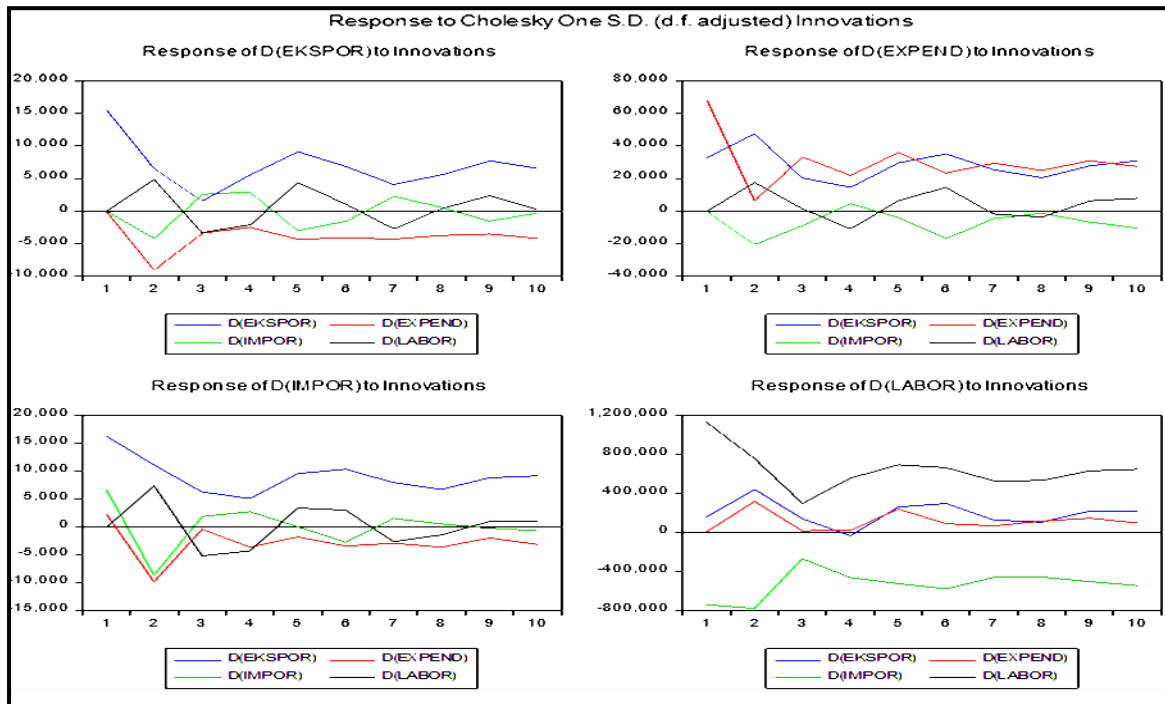 Response to Cholesky One S.D. (d.f. adjusted) Innovations
Response of D(EKSPOR) to Innovations
20,000
15,000
10,000
5,000
0
-5,000
-10,000
1 2 3 4 5 6 7 8 9 10
D(EKSPOR) D(EXPEND)
D(IMPOR) D(LABOR)
Response of D(EXPEND) to Innovations
80,000
60,000
40,000
20,000
0
-20,000
-40,000
1 2 3 4 5 6 7 8 9 10
D(EKSPOR) D(EXPEND)
D(IMPOR) D(LABOR)
Response of D(IMPOR) to Innovations
20,000
15,000
10,000
5,000
0
-5,000
-10,000
-15,000
1 2 3 4 5 6 7 8 9 10
D(EKSPOR) D(EXPEND)
D(IMPOR) D(LABOR)
Response of D(LABOR) to Innovations
1,200,000
800,000
400,000
0
-400,000
-800,000
1 2 3 4 5 6 7 8 9 10
D(EKSPOR) D(EXPEND)
D(IMPOR) D(LABOR)